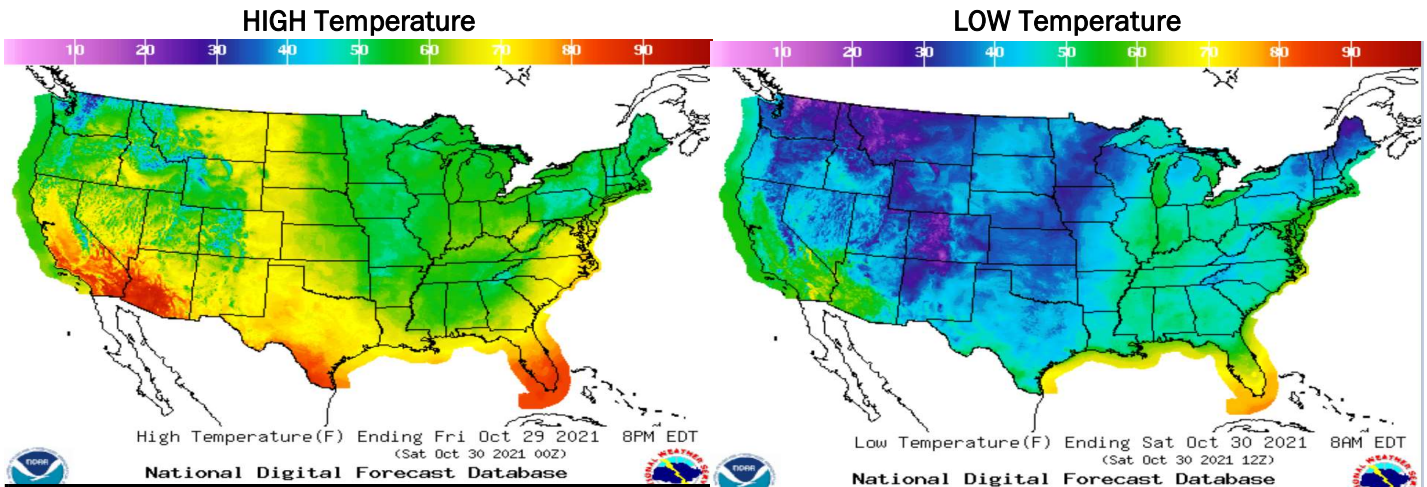 HIGH Temperature
10 20 30 40 50 60 70 80 90
High Temperature(F) Ending Fri Oct 29 2021 8PM EDT
(Sat Oct 30 2021 00Z)
National Digital Forecast Database
NOAA
LOW Temperature
10 20 30 40 50 60 70 80 90
Low Temperature(F) Ending Sat Oct 30 2021 8AM EDT
(Sat Oct 30 2021 12Z)
National Digital Forecast Database
NOAA